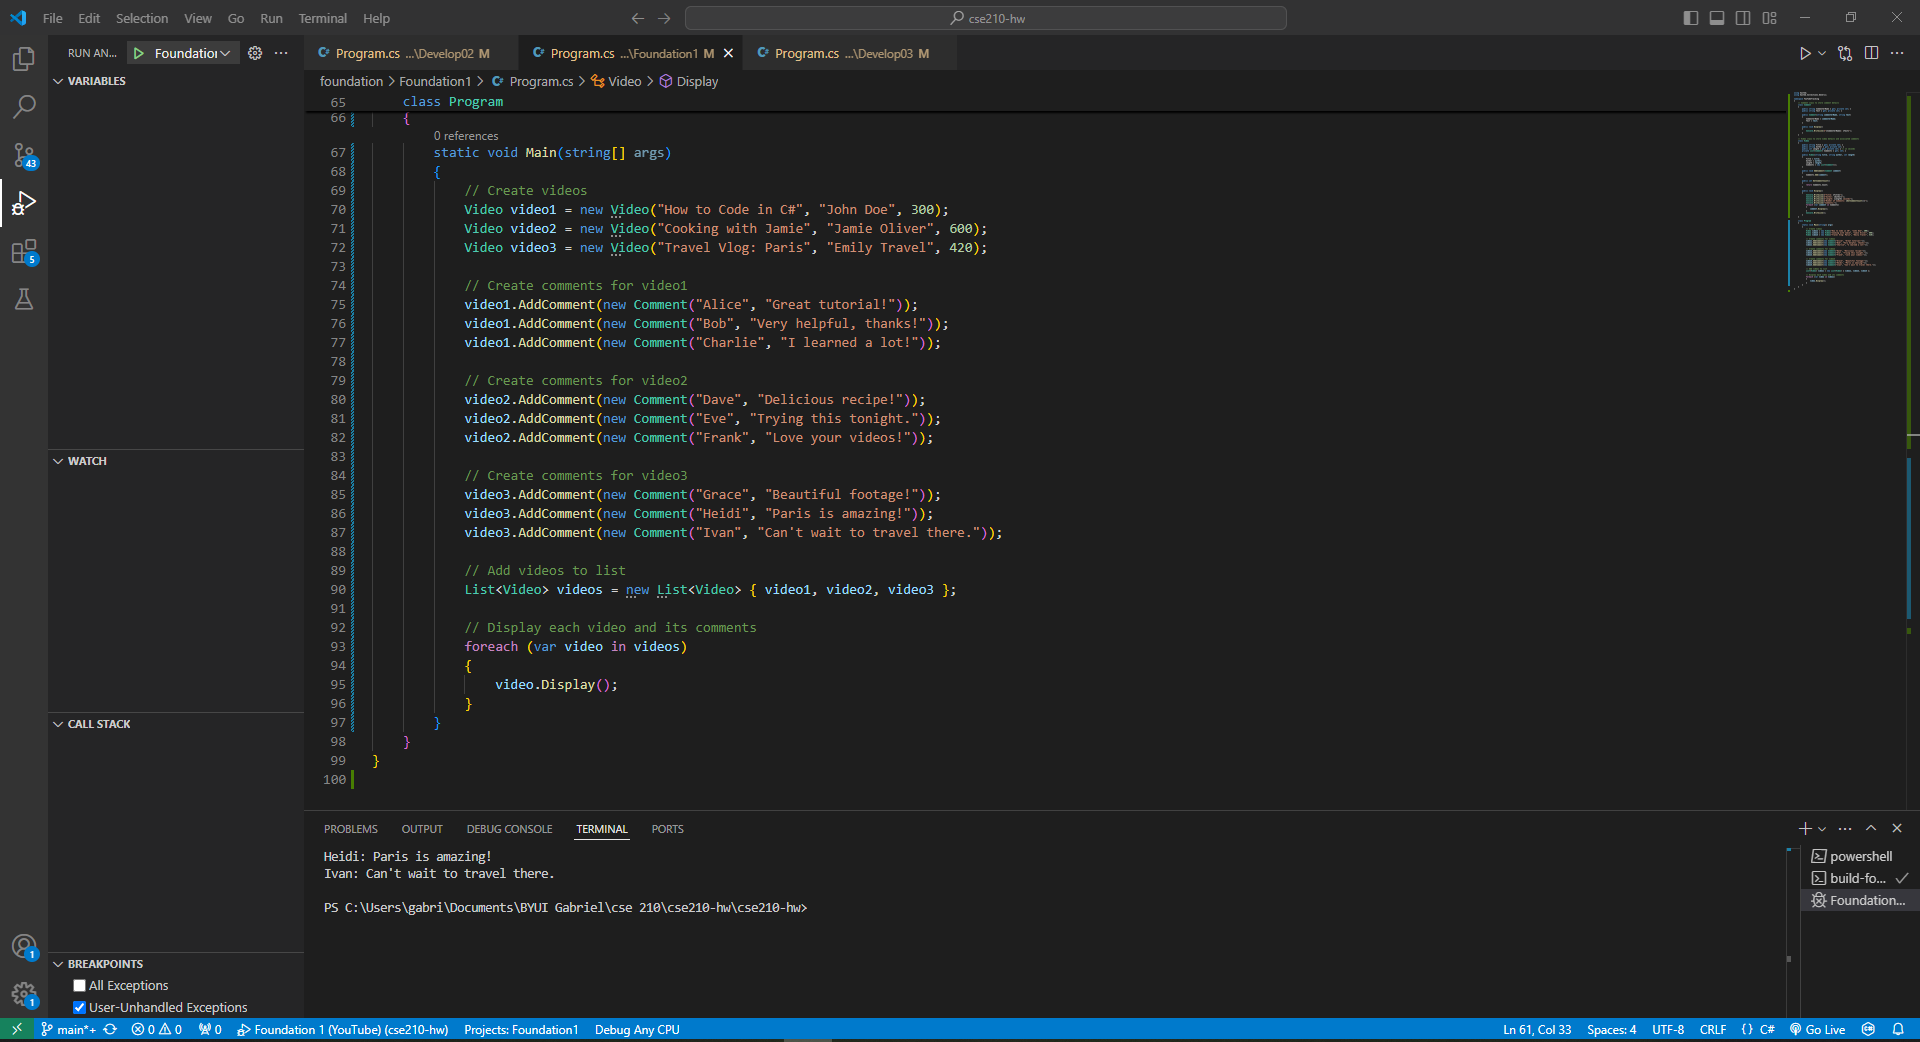 File Edit Selection View Go Run Terminal Help
cse210-hw
RUN AN... Foundation
Program.cs ...\Develop02 M
Program.cs ...\Foundation1 M
Program.cs ...\Develop03 M
foundation > Foundation1 > Program.cs > Video > Display
VARIABLES
65 class Program
66 {
0 references
67 static void Main(string[] args)
68 {
69 // Create videos
70 Video video1 = new Video("How to Code in C#", "John Doe", 300);
71 Video video2 = new Video("Cooking with Jamie", "Jamie Oliver", 600);
72 Video video3 = new Video("Travel Vlog: Paris", "Emily Travel", 420);
73
74 // Create comments for video1
75 video1.AddComment(new Comment("Alice", "Great tutorial!"));
76 video1.AddComment(new Comment("Bob", "Very helpful, thanks!"));
77 video1.AddComment(new Comment("Charlie", "I learned a lot!"));
78
79 // Create comments for video2
80 video2.AddComment(new Comment("Dave", "Delicious recipe!"));
81 video2.AddComment(new Comment("Eve", "Trying this tonight."));
82 video2.AddComment(new Comment("Frank", "Love your videos!"));
83
84 // Create comments for video3
85 video3.AddComment(new Comment("Grace", "Beautiful footage!"));
86 video3.AddComment(new Comment("Heidi", "Paris is amazing!"));
87 video3.AddComment(new Comment("Ivan", "Can't wait to travel there."));
88
89 // Add videos to list
90 List<Video> videos = new List<Video> { video1, video2, video3 };
91
92 // Display each video and its comments
93 foreach (var video in videos)
94 {
95 video.Display();
96 }
97 }
98 }
99 }
100
43
5
WATCH
CALL STACK
BREAKPOINTS
All Exceptions
User-Unhandled Exceptions
1
1
PROBLEMS OUTPUT DEBUG CONSOLE TERMINAL PORTS
Heidi: Paris is amazing!
Ivan: Can't wait to travel there.
PS C:\Users\gabri\Documents\BYUI Gabriel\cse 210\cse210-hw\cse210-hw>
powershell
build-fo...
Foundation...
main*+ 0 0 0 Foundation 1 (YouTube) (cse210-hw) Projects: Foundation1 Debug Any CPU
Ln 61, Col 33 Spaces: 4 UTF-8 CRLF {} C# Go Live